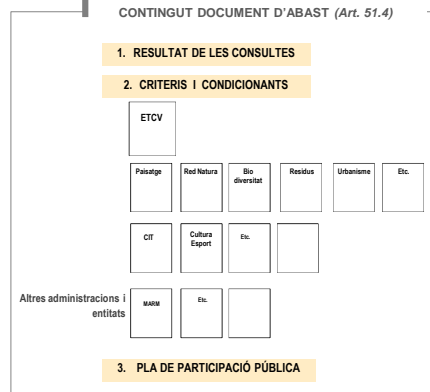 CONTINGUT DOCUMENT D'ABAST (Art. 51.4)
1. RESULTAT DE LES CONSULTES
2. CRITERIS I CONDICIONANTS
ETCV
Paisatge
Red Natura
Bio
diversitat
Residus
Urbanisme
Etc.
CIT
Cultura
Esport
Etc.
Altres administracions i
entitats
MARM
Etc.
3. PLA DE PARTICIPACIÓ PÚBLICA